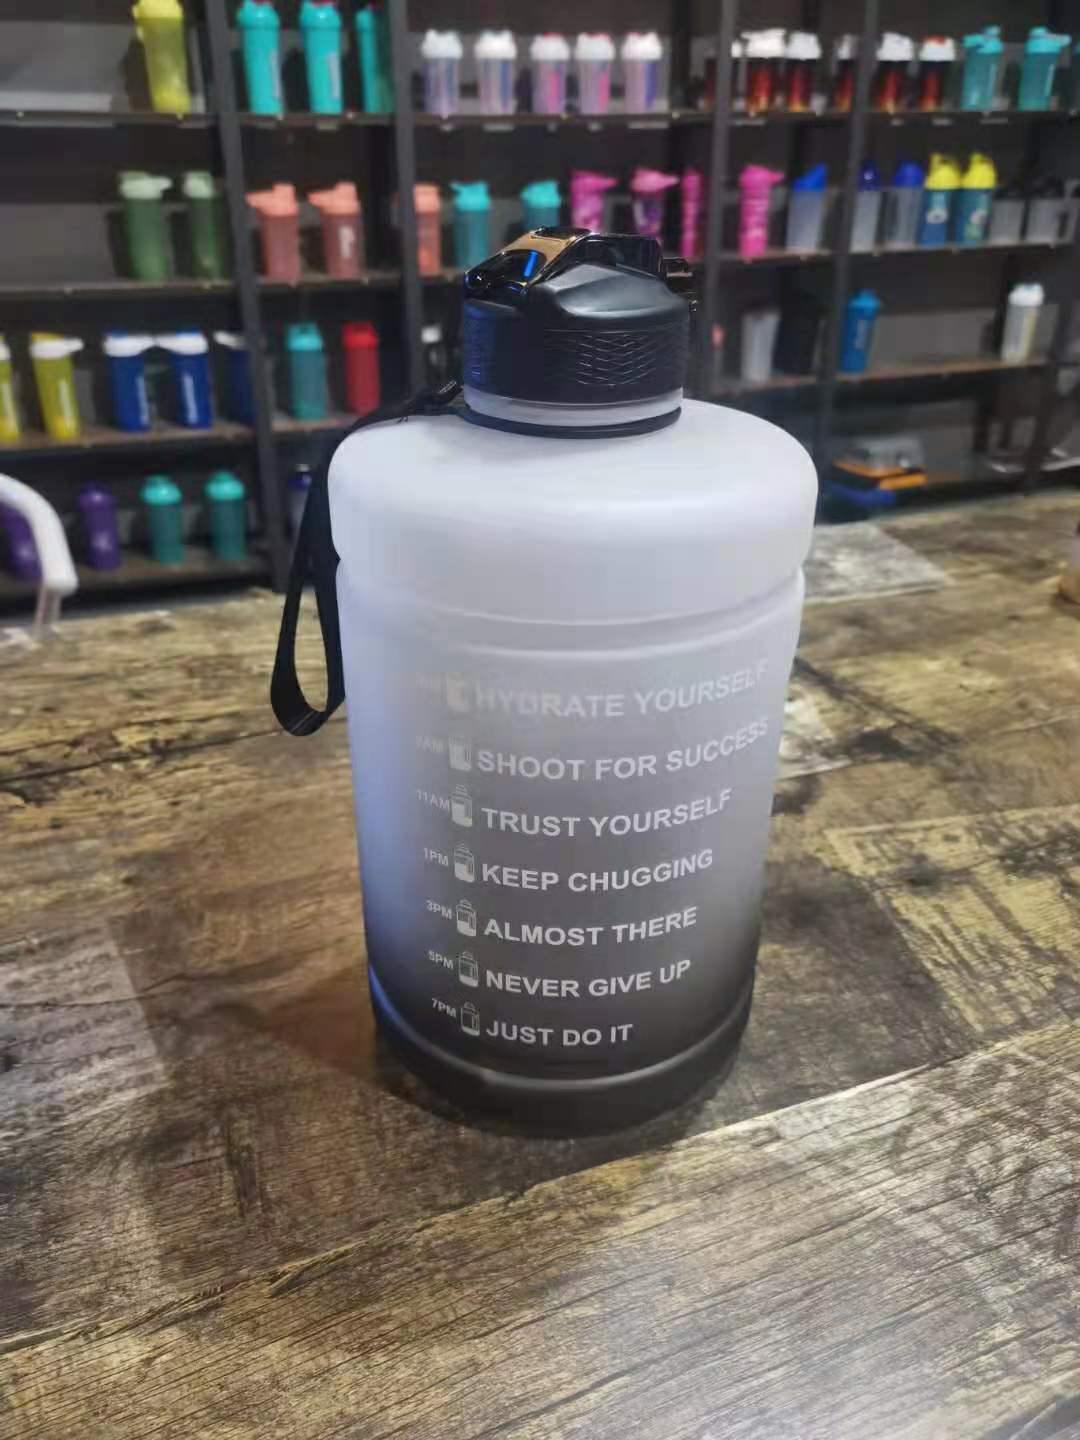 HYDRATE YOURSELF
9AM SHOOT FOR SUCCESS
11AM TRUST YOURSELF
1PM KEEP CHUGGING
3PM ALMOST THERE
5PM NEVER GIVE UP
7PM JUST DO IT